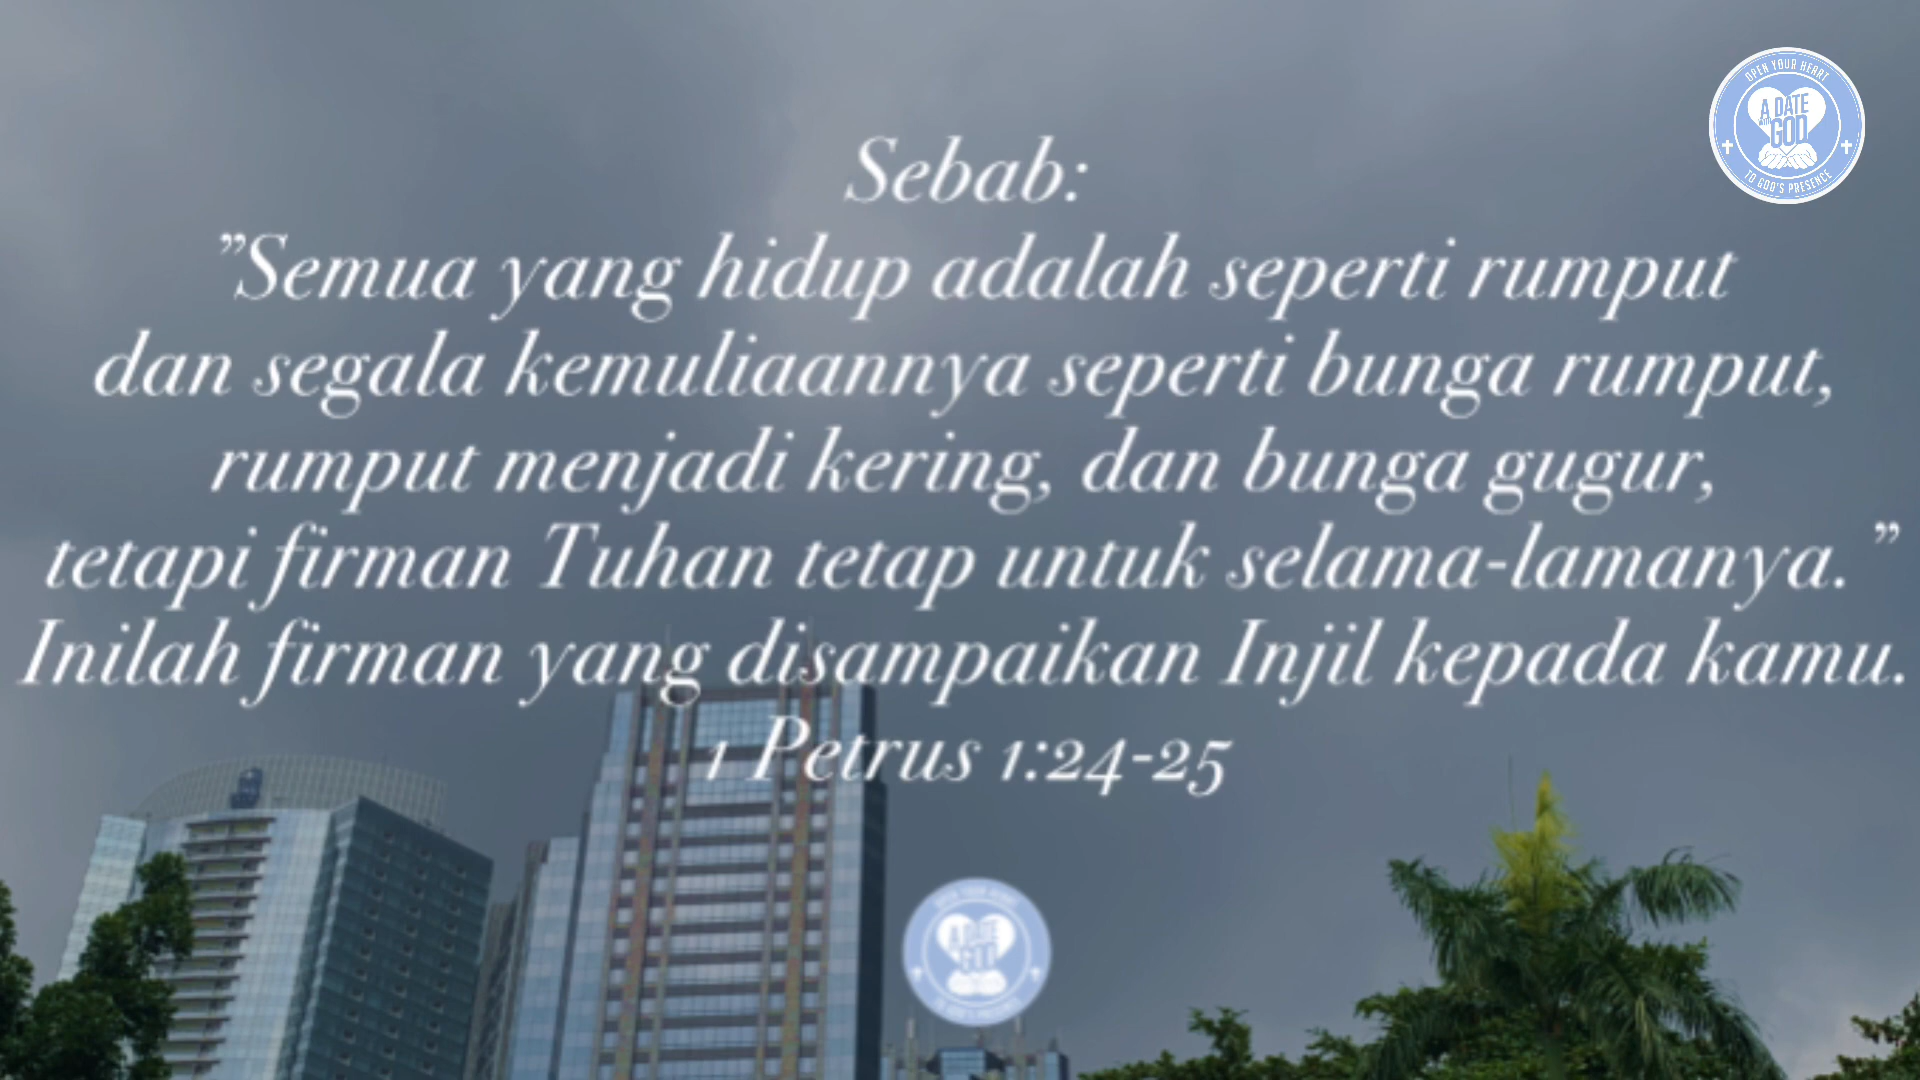 OPEN YOUR HEART
A DATE
WITH
GOD
TO GOD'S PRESENCE
Sebab:
”Semua yang hidup adalah seperti rumput
dan segala kemuliaannya seperti bunga rumput,
rumput menjadi kering, dan bunga gugur,
tetapi firman Tuhan tetap untuk selama-lamanya. ”
Inilah firman yang disampaikan Injil kepada kamu.
1 Petrus 1:24-25
A DATE
GOD